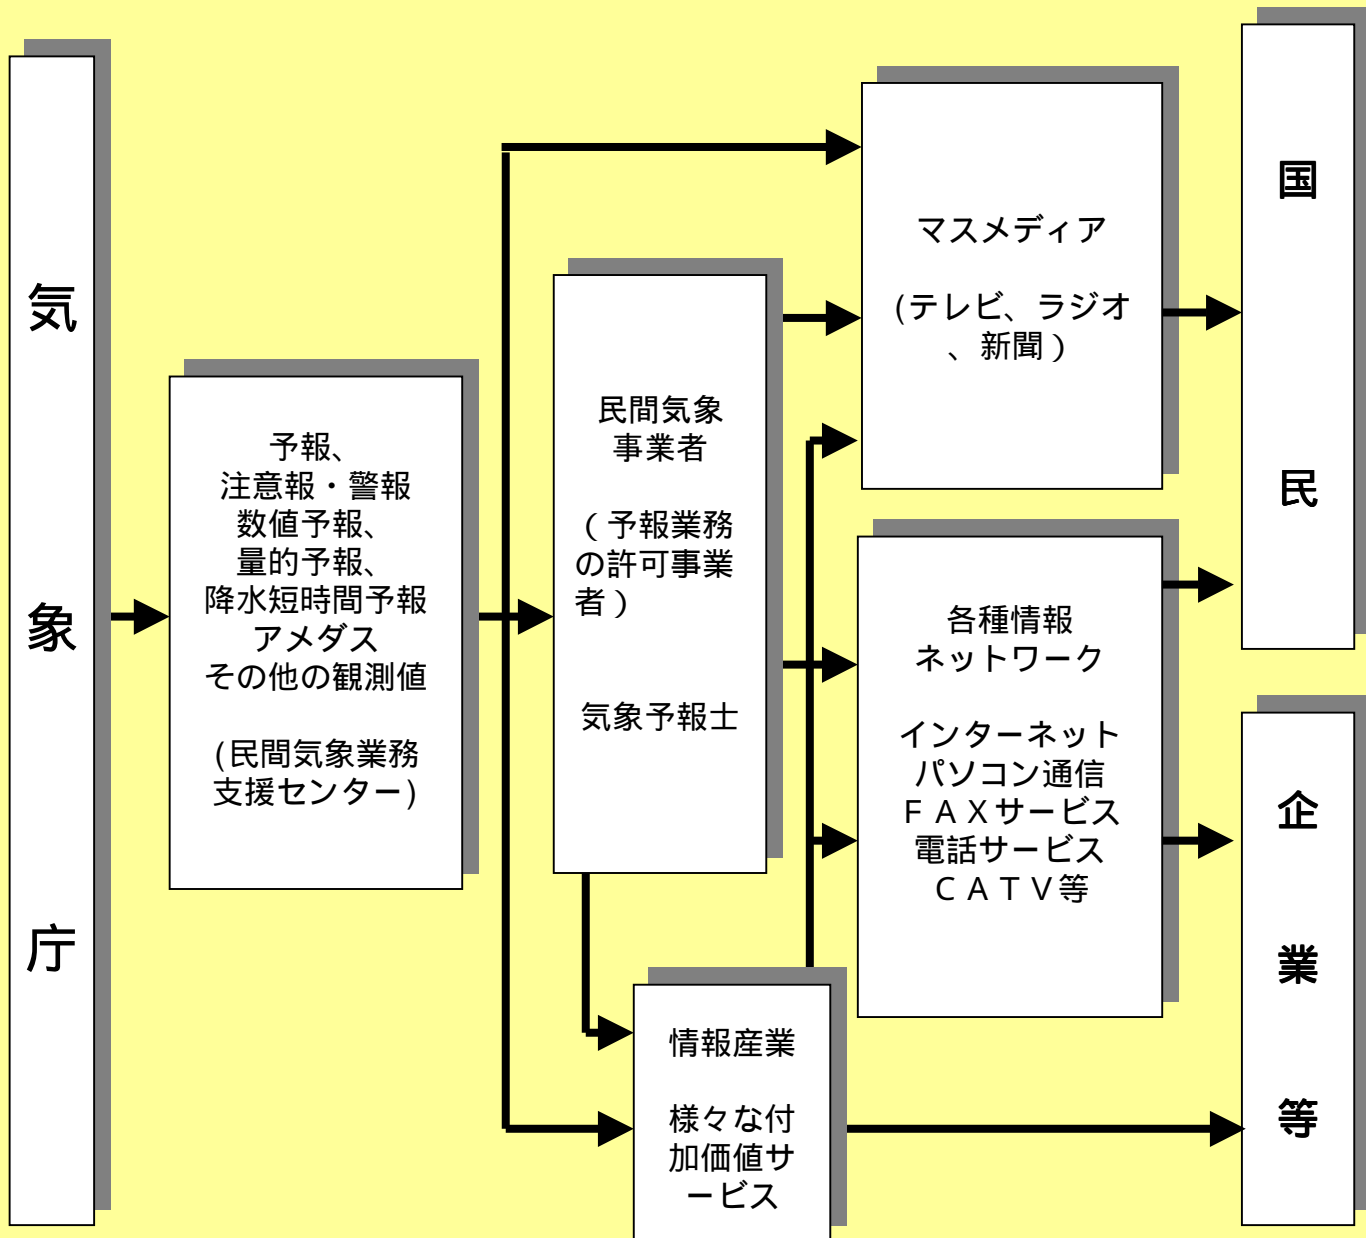 気
象
庁
予報、
注意報・警報
数値予報、
量的予報、
降水短時間予報
アメダス
その他の観測値
(民間気象業務
支援センター)
民間気象
事業者
（予報業務
の許可事業
者）
気象予報士
マスメディア
(テレビ、ラジオ
、新聞）
各種情報
ネットワーク
インターネット
パソコン通信
ＦＡＸサービス
電話サービス
ＣＡＴＶ等
情報産業
様々な付
加価値サ
ービス
国
民
企
業
等